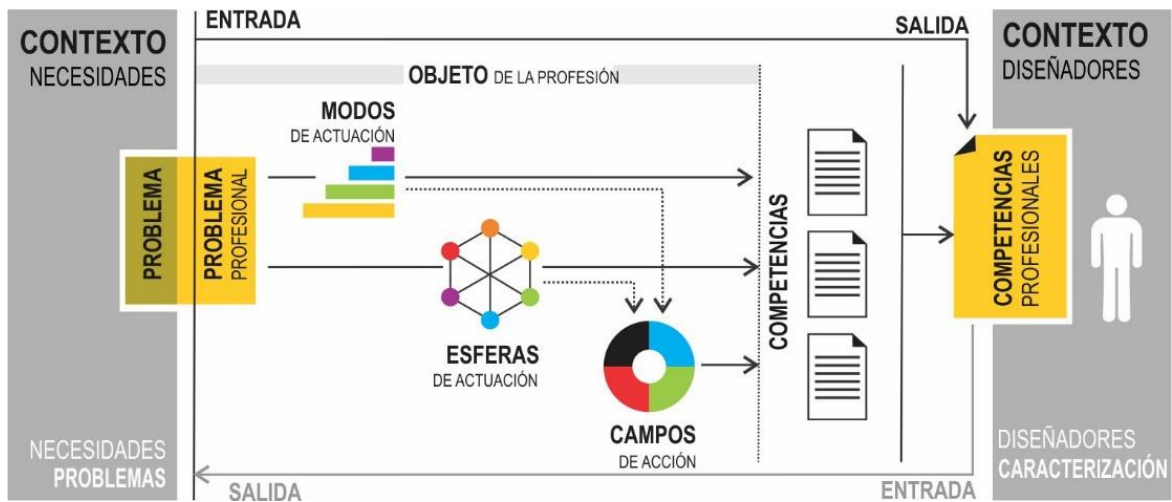 CONTEXTO
NECESIDADES
ENTRADA
SALIDA
CONTEXTO
DISEÑADORES
OBJETO DE LA PROFESIÓN
MODOS
DE ACTUACIÓN
PROBLEMA
PROBLEMA
PROFESIONAL
ESFERAS
DE ACTUACIÓN
CAMPOS
DE ACCIÓN
COMPETENCIAS
COMPETENCIAS
PROFESIONALES
NECESIDADES
PROBLEMAS
SALIDA
ENTRADA
DISEÑADORES
CARACTERIZACIÓN